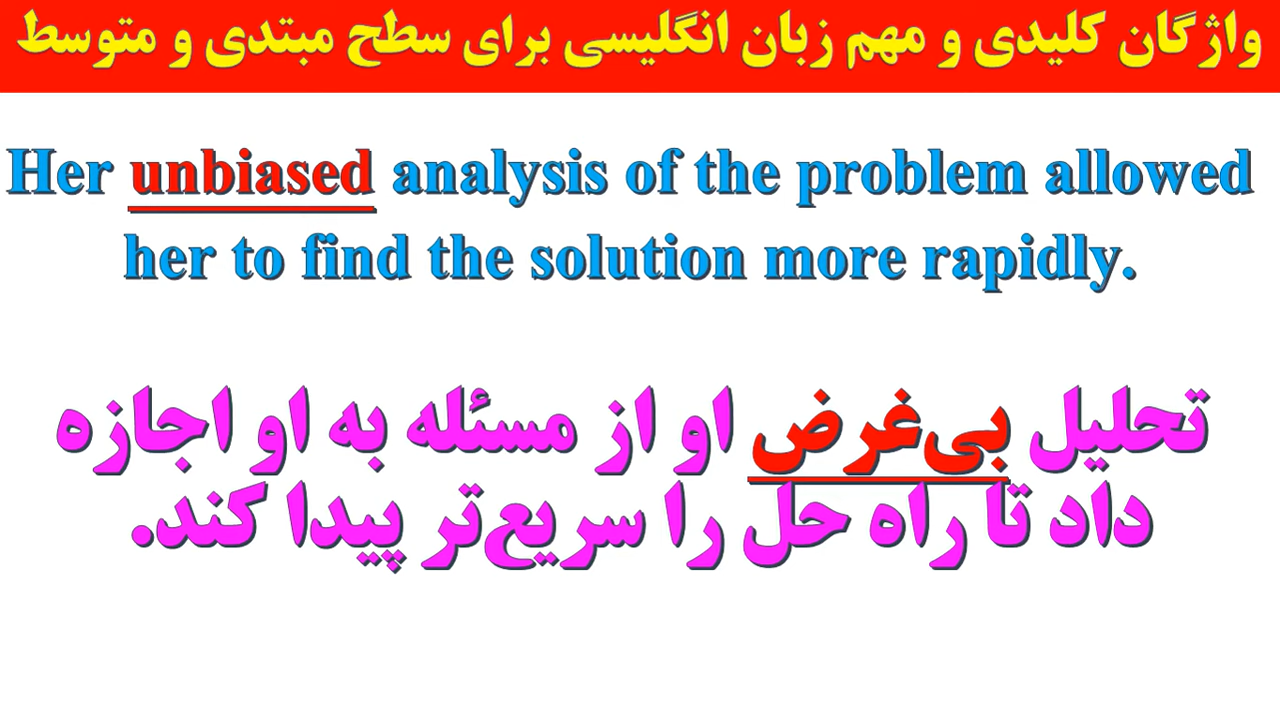 واژگان کلیدی و مهم زبان انگلیسی برای سطح مبتدی و متوسط
Her unbiased analysis of the problem allowed
her to find the solution more rapidly.
تحلیل بی‌غرض او از مسئله به او اجازه
داد تا راه حل را سریع‌تر پیدا کند.